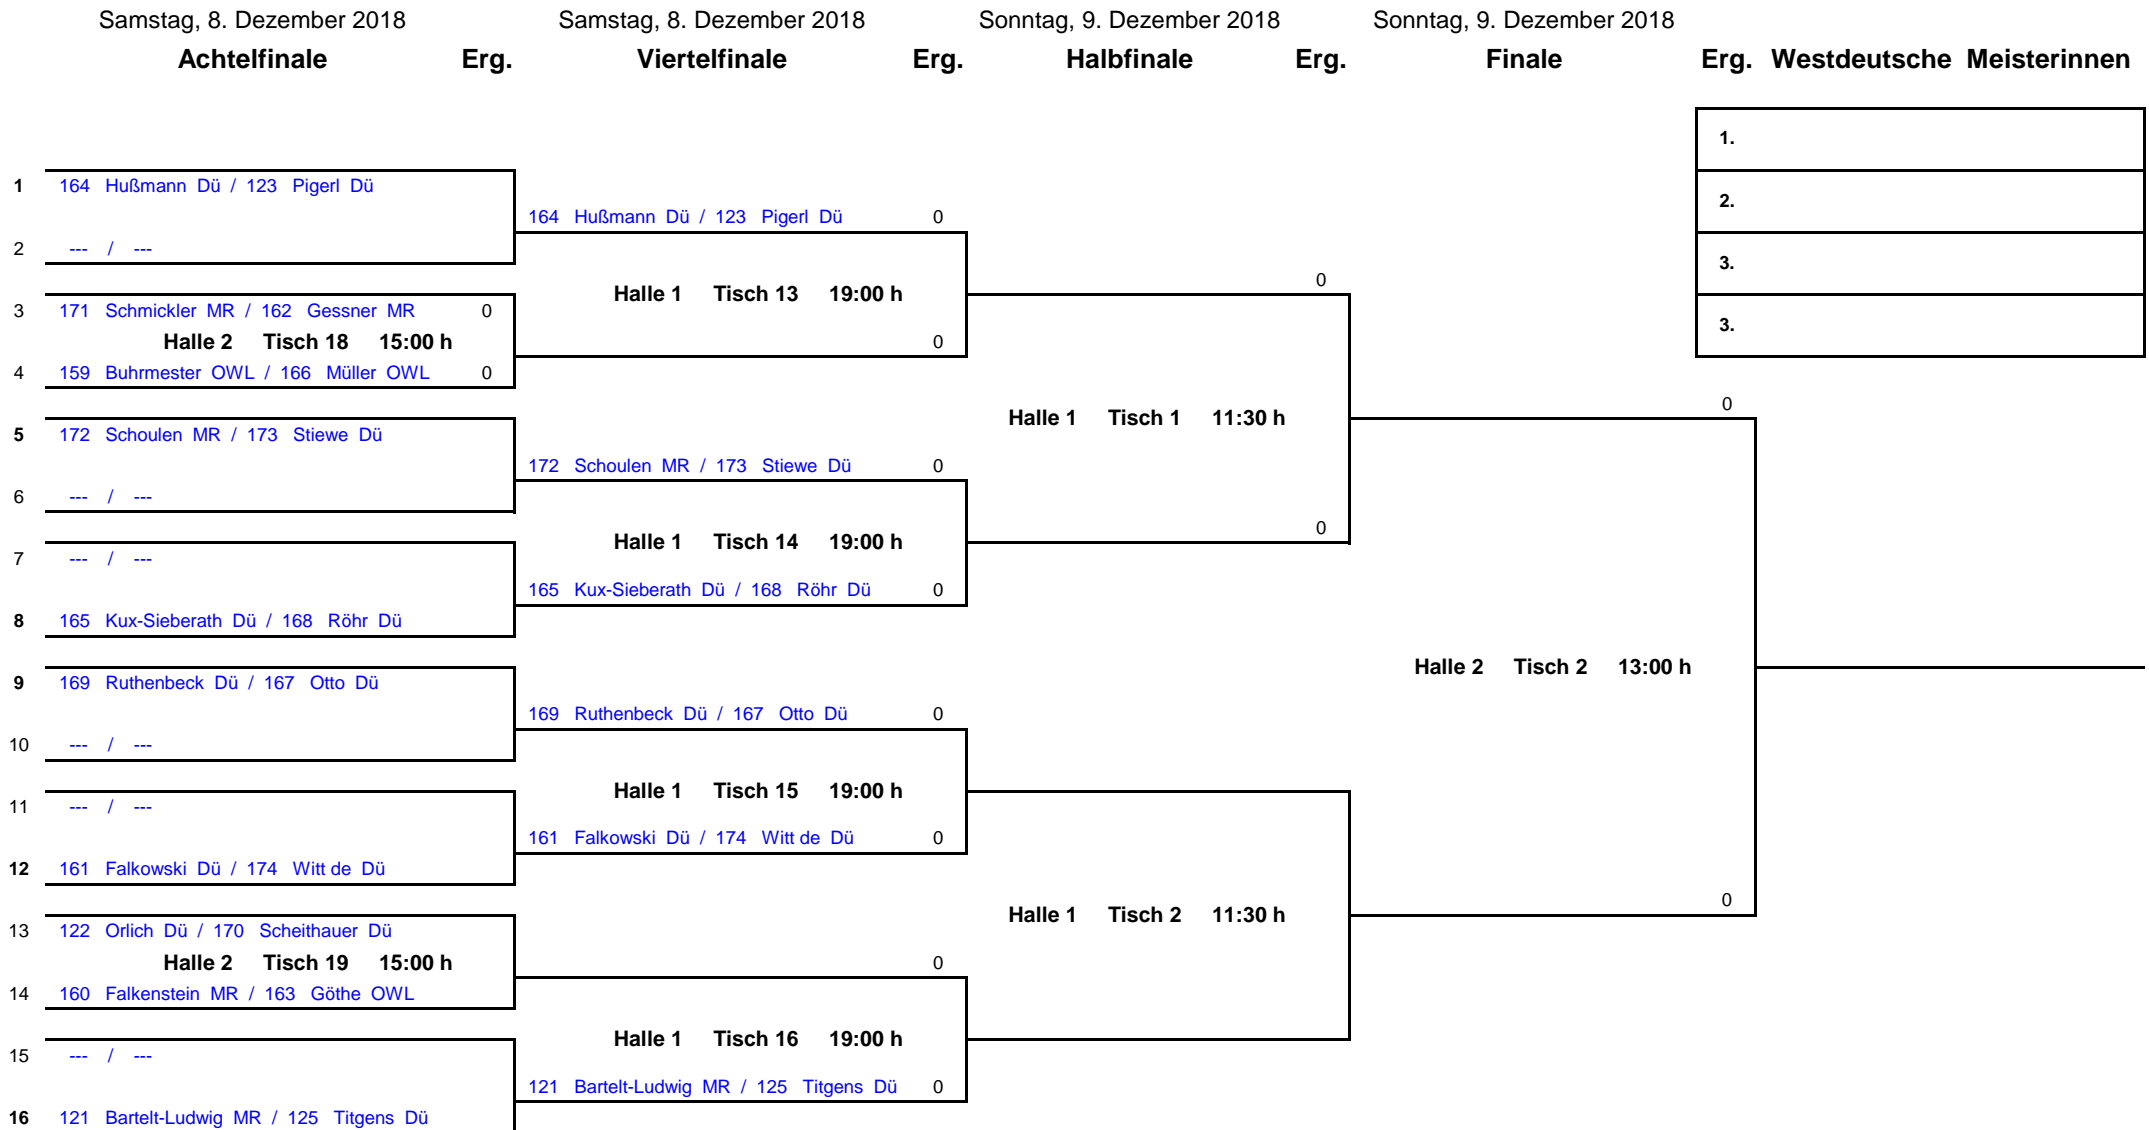 Samstag, 8. Dezember 2018 Samstag, 8. Dezember 2018 Sonntag, 9. Dezember 2018 Sonntag, 9. Dezember 2018
Achtelfinale Erg. Viertelfinale Erg. Halbfinale Erg. Finale Erg. Westdeutsche Meisterinnen
1.
1 164 Hußmann Dü / 123 Pigerl Dü
2.
164 Hußmann Dü / 123 Pigerl Dü 0
2 --- / ---
3.
0
Halle 1 Tisch 13 19:00 h
3 171 Schmickler MR / 162 Gessner MR 0
3.
Halle 2 Tisch 18 15:00 h 0
4 159 Buhrmester OWL / 166 Müller OWL 0
0
Halle 1 Tisch 1 11:30 h
5 172 Schoulen MR / 173 Stiewe Dü
172 Schoulen MR / 173 Stiewe Dü 0
6 --- / ---
0
Halle 1 Tisch 14 19:00 h
7 --- / ---
165 Kux-Sieberath Dü / 168 Röhr Dü 0
8 165 Kux-Sieberath Dü / 168 Röhr Dü
Halle 2 Tisch 2 13:00 h
9 169 Ruthenbeck Dü / 167 Otto Dü
169 Ruthenbeck Dü / 167 Otto Dü 0
10 --- / ---
Halle 1 Tisch 15 19:00 h
11 --- / ---
161 Falkowski Dü / 174 Witt de Dü 0
12 161 Falkowski Dü / 174 Witt de Dü
0
Halle 1 Tisch 2 11:30 h
13 122 Orlich Dü / 170 Scheithauer Dü
Halle 2 Tisch 19 15:00 h 0
14 160 Falkenstein MR / 163 Göthe OWL
Halle 1 Tisch 16 19:00 h
15 --- / ---
121 Bartelt-Ludwig MR / 125 Titgens Dü 0
16 121 Bartelt-Ludwig MR / 125 Titgens Dü